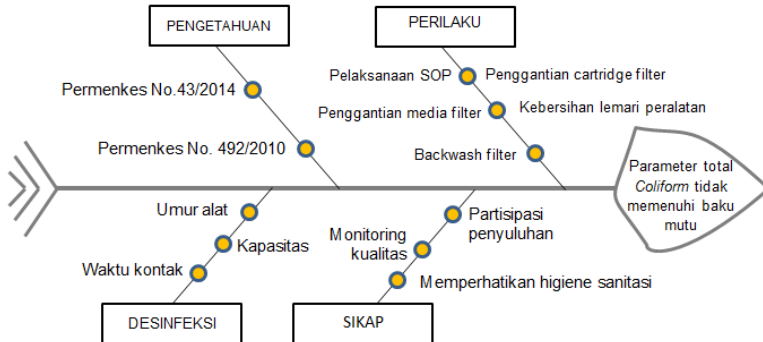 PENGETAHUAN
PERILAKU
Permenkes No.43/2014
Permenkes No. 492/2010
Pelaksanaan SOP
Penggantian cartridge filter
Penggantian media filter
Kebersihan lemari peralatan
Backwash filter
Parameter total
Coliform tidak
memenuhi baku
mutu
Umur alat
Kapasitas
Waktu kontak
Partisipasi
penyuluhan
Monitoring
kualitas
Memperhatikan higiene sanitasi
DESINFEKSI
SIKAP